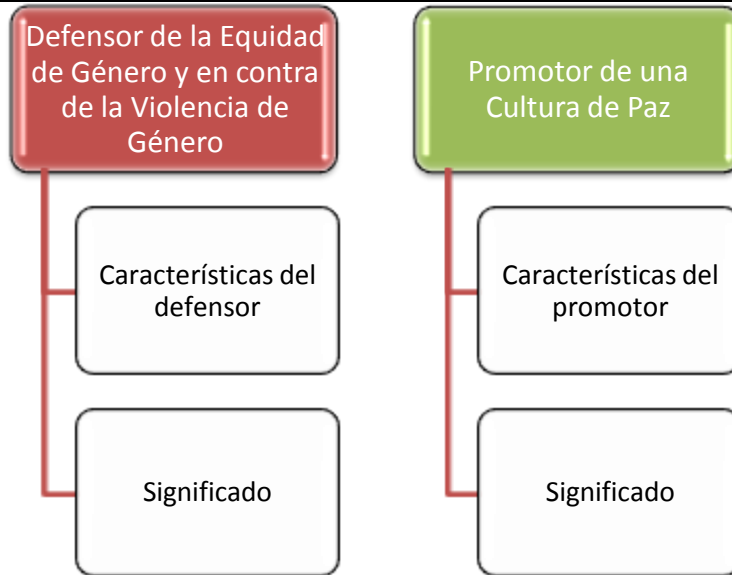 Defensor de la Equidad
de Género y en contra
de la Violencia de
Género
Características del
defensor
Significado
Promotor de una
Cultura de Paz
Características del
promotor
Significado